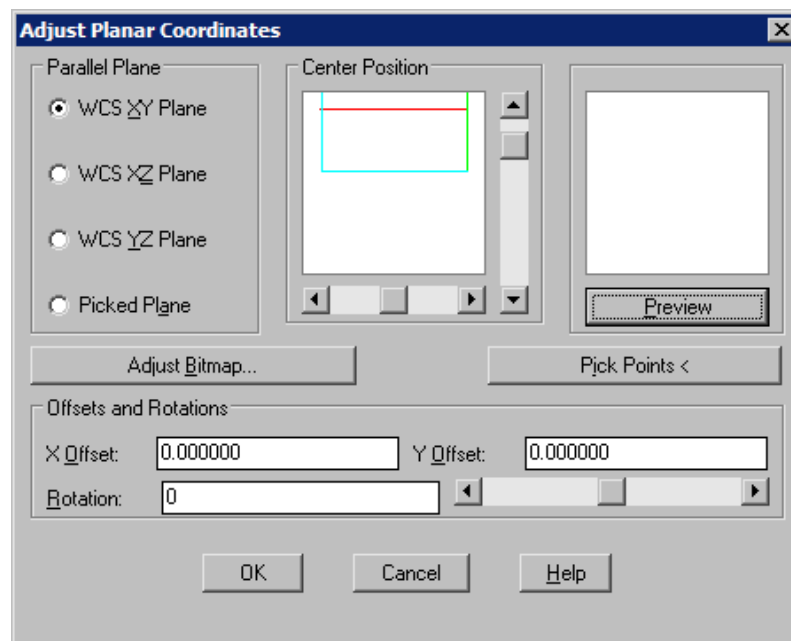 Adjust Planar Coordinates
Parallel Plane
WCS XY Plane
WCS XZ Plane
WCS YZ Plane
Picked Plane
Center Position
Preview
Adjust Bitmap...
Pick Points <
Offsets and Rotations
X Offset: 0.000000 Y Offset: 0.000000
Rotation: 0
OK Cancel Help